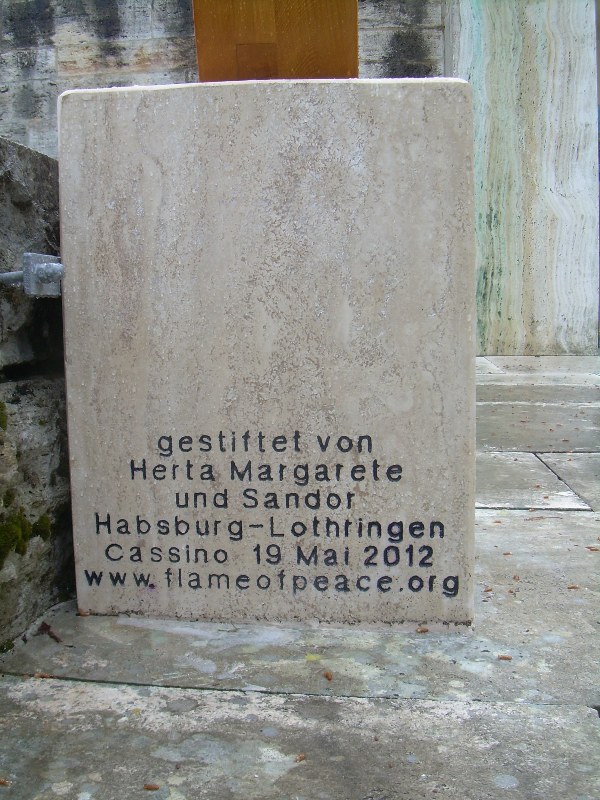 gestiftet von
Herta Margarete
und Sandor
Habsburg-Lothringen
Cassino 19 Mai 2012
www.flameofpeace.org